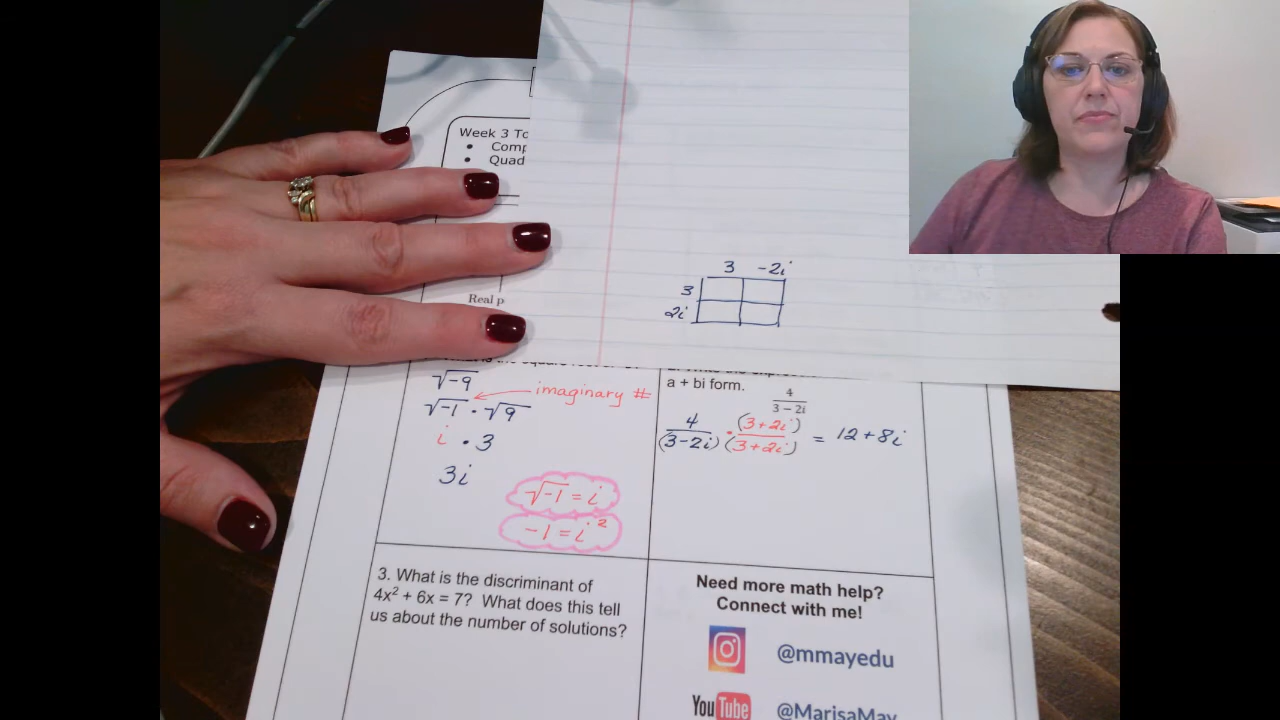 Week 3 To
• Comp
• Quad
Real p
3 -2i
3
2i
√-9
√-1 · √9
imaginary #
i · 3
3i
√-1 = i
-1 = i²
a + bi form.
4
3 - 2i
4 · (3+2i) = 12+8i
(3-2i) (3+2i)
3. What is the discriminant of
4x² + 6x = 7? What does this tell
us about the number of solutions?
Need more math help?
Connect with me!
@mmayedu
YouTube @MarisaMay